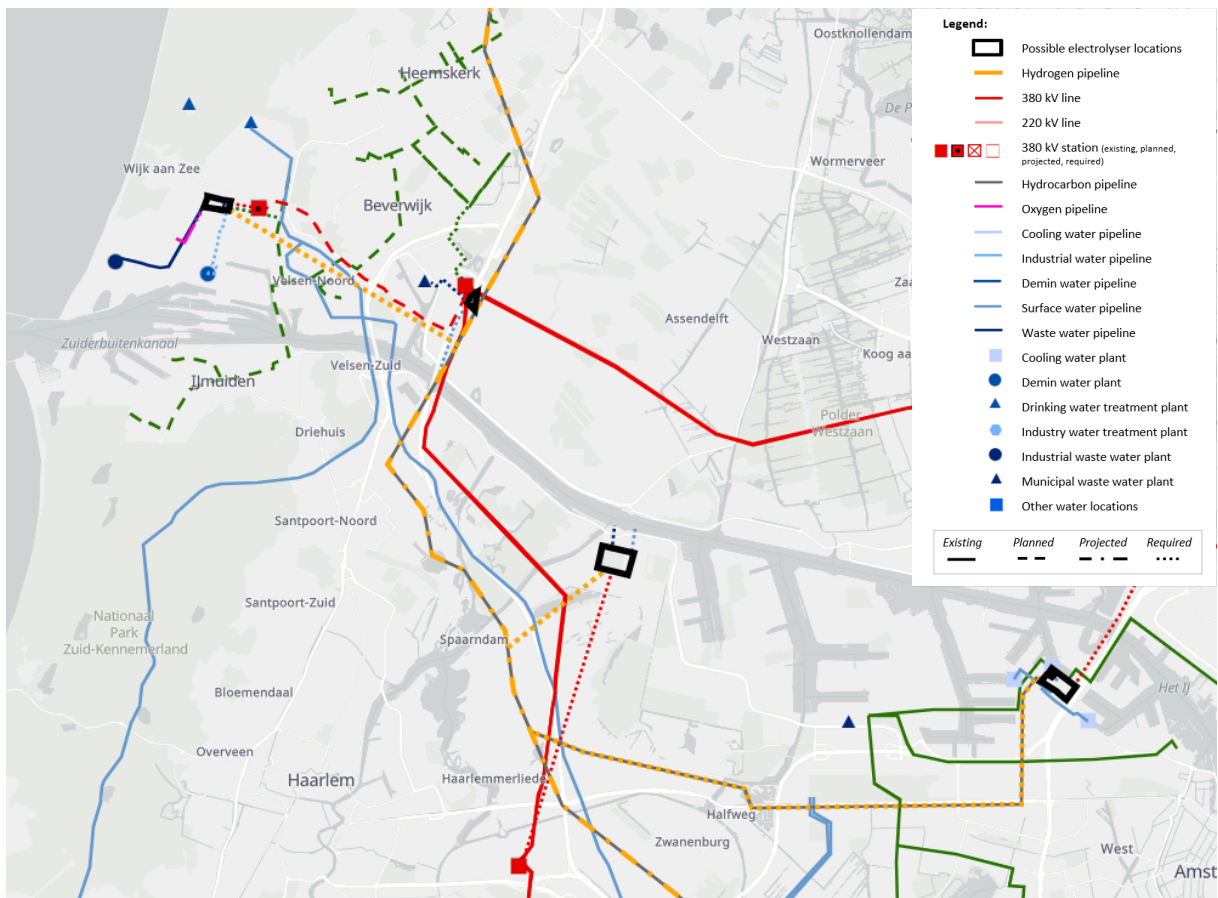 Oostknollendam
Heemskerk
De P
Wijk aan Zee
Wormerveer
Beverwijk
Velsen-Noord
Zaa
Assendelft
Westzaan
Koog aa
Zuiderbuitenkanaal
Velsen-Zuid
IJmuiden
Polder
Westzaan
Driehuis
Santpoort-Noord
Santpoort-Zuid
Nationaal
Park
Zuid-Kennemerland
Spaarndam
Bloemendaal
Het IJ
Overveen
Haarlem
Haarlemmerliede
Halfweg
Zwanenburg
West
Amst
Legend:
Possible electrolyser locations
Hydrogen pipeline
380 kV line
220 kV line
380 kV station (existing, planned,
projected, required)
Hydrocarbon pipeline
Oxygen pipeline
Cooling water pipeline
Industrial water pipeline
Demin water pipeline
Surface water pipeline
Waste water pipeline
Cooling water plant
Demin water plant
Drinking water treatment plant
Industry water treatment plant
Industrial waste water plant
Municipal waste water plant
Other water locations
Existing Planned Projected Required